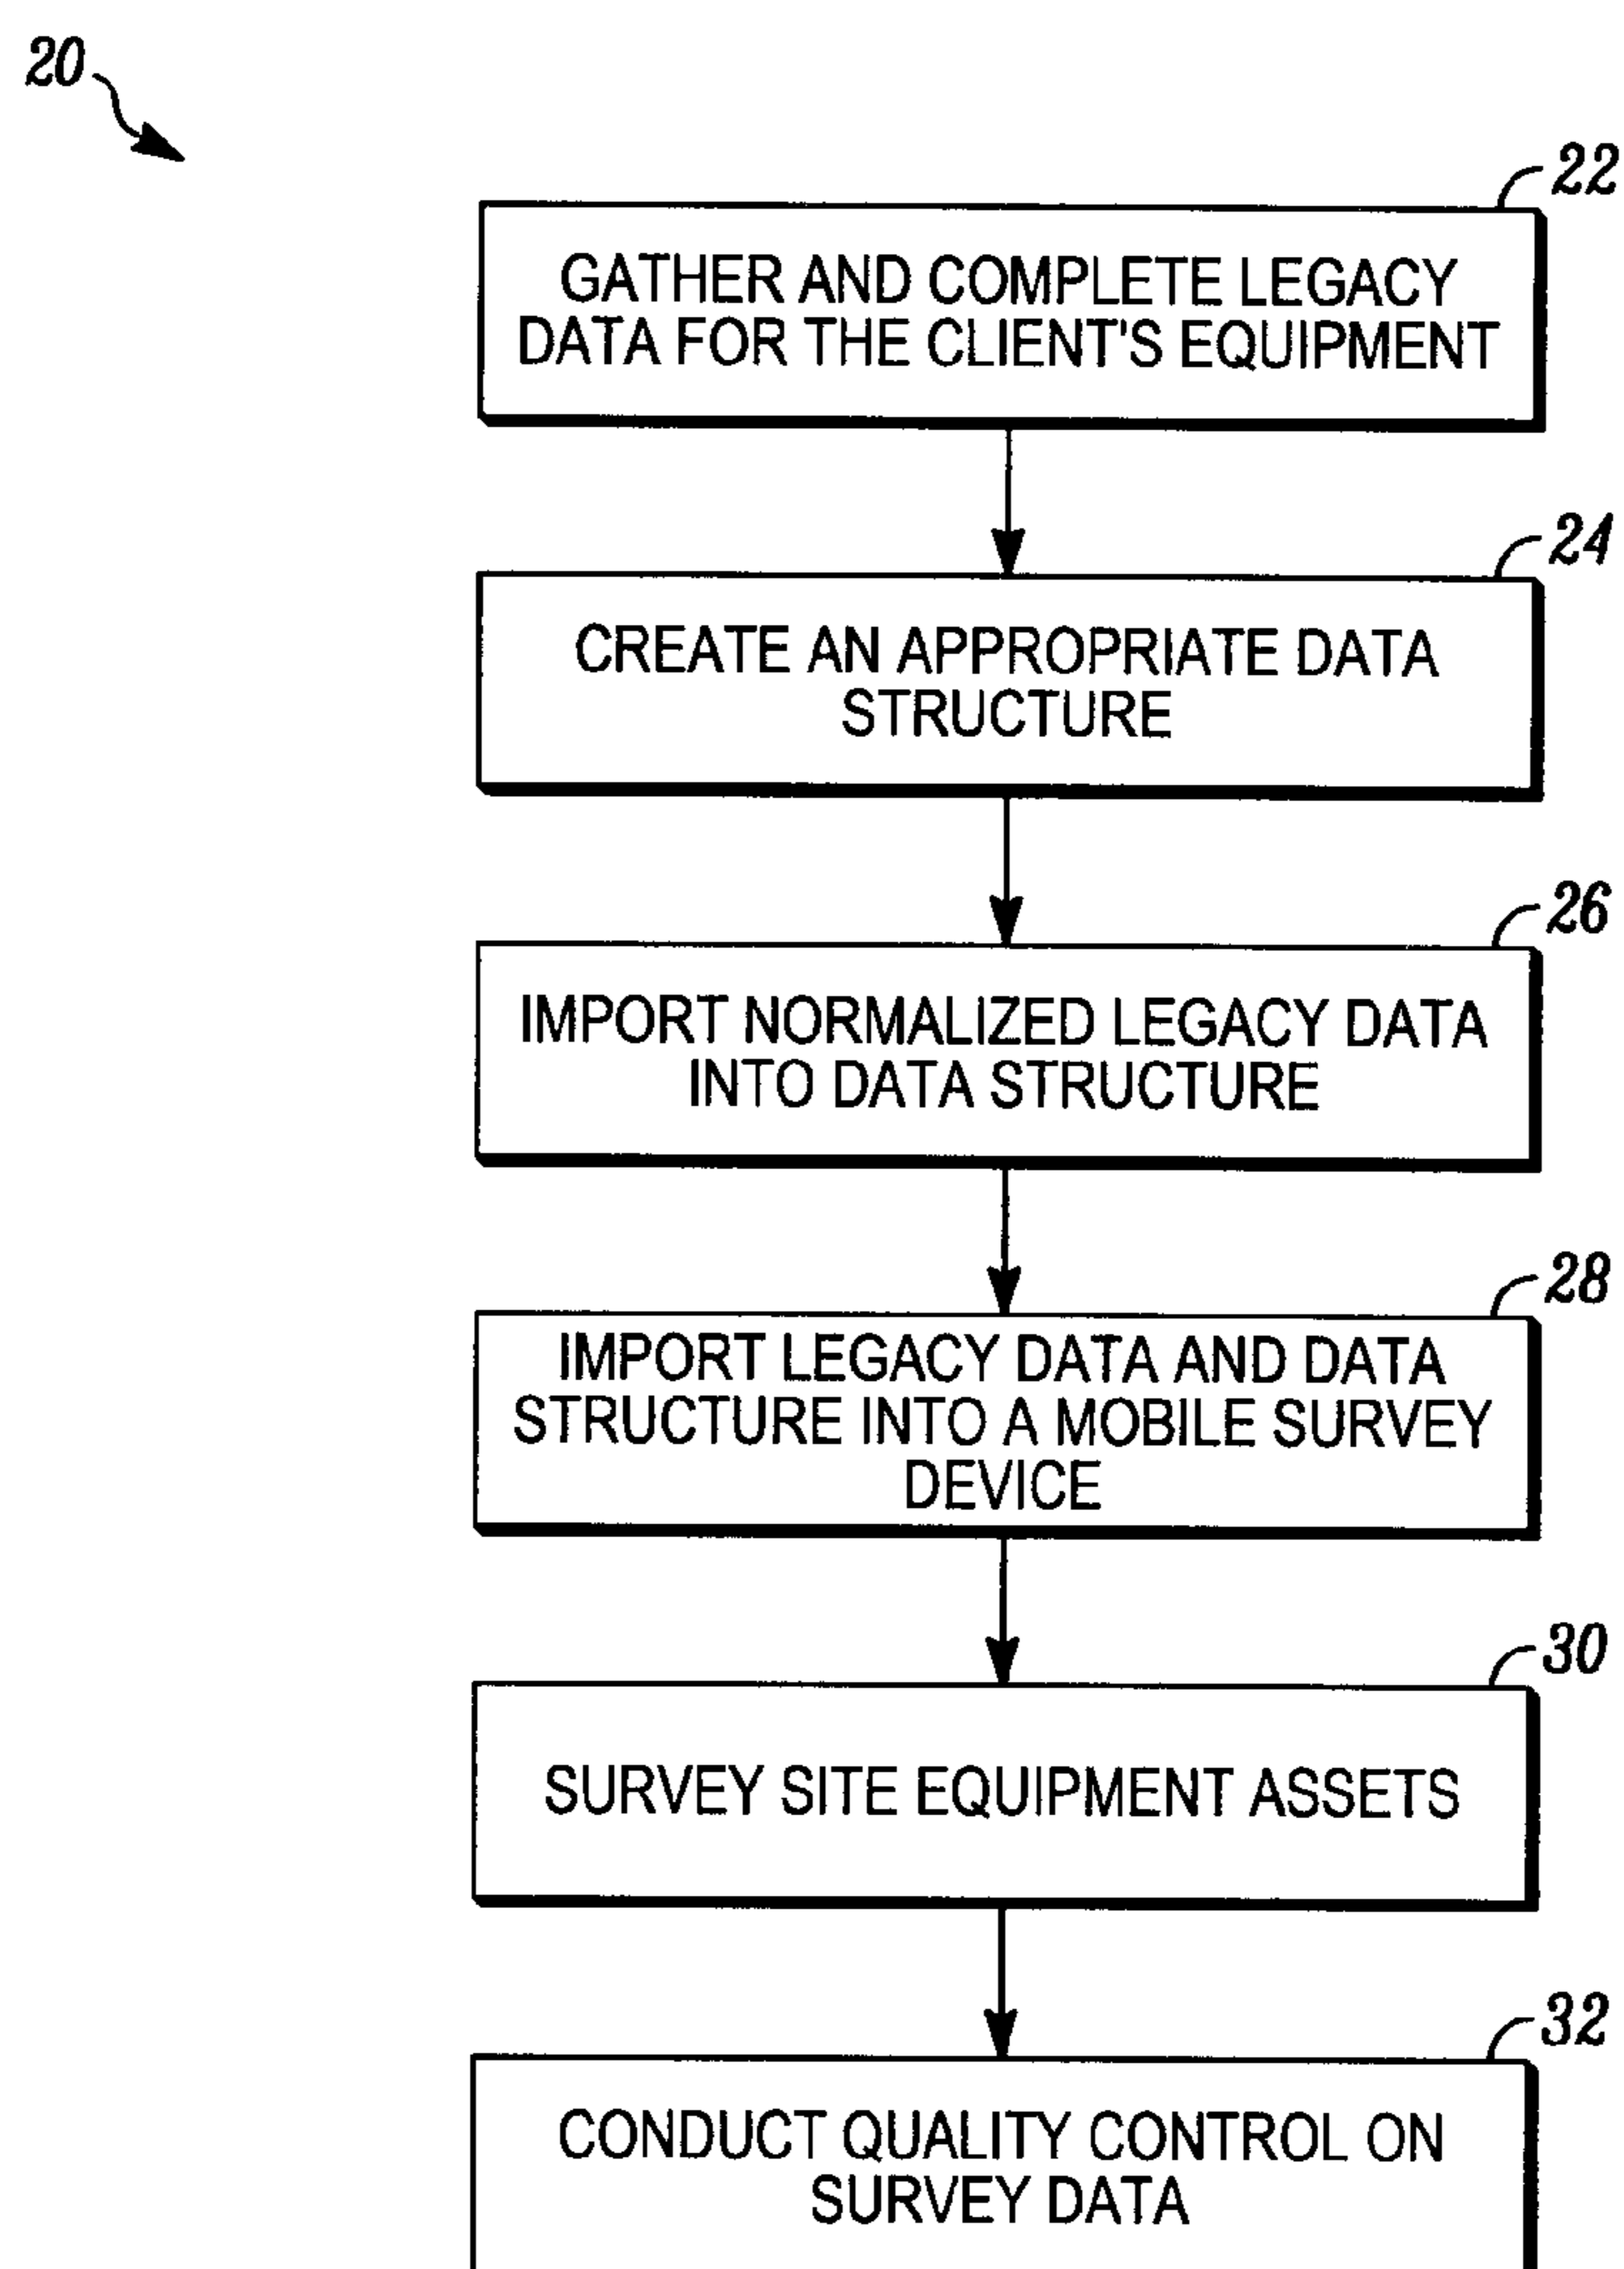 20
22
GATHER AND COMPLETE LEGACY
DATA FOR THE CLIENT'S EQUIPMENT
24
CREATE AN APPROPRIATE DATA
STRUCTURE
26
IMPORT NORMALIZED LEGACY DATA
INTO DATA STRUCTURE
28
IMPORT LEGACY DATA AND DATA
STRUCTURE INTO A MOBILE SURVEY
DEVICE
30
SURVEY SITE EQUIPMENT ASSETS
32
CONDUCT QUALITY CONTROL ON
SURVEY DATA